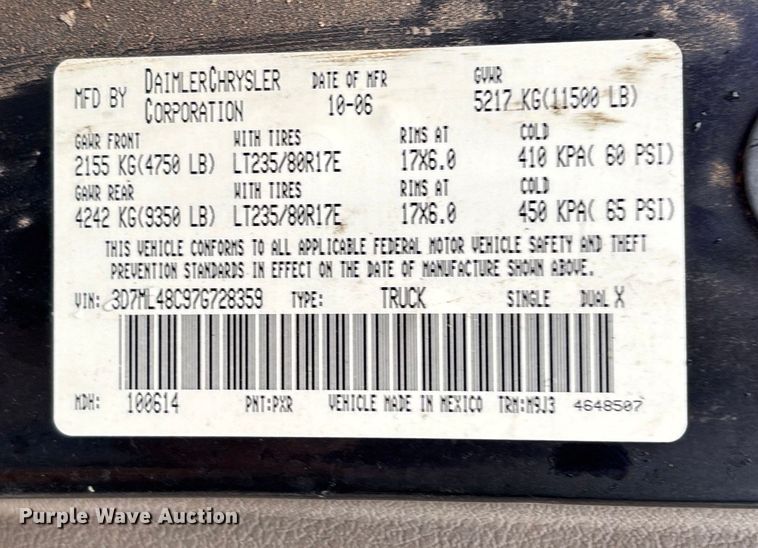 MFD BY DAIMLERCHRYSLER CORPORATION DATE OF MFR 10-06 GVWR 5217 KG(11500 LB)
GAWR FRONT WITH TIRES RIMS AT COLD
2155 KG(4750 LB) LT235/80R17E 17X6.0 410 KPA( 60 PSI)
GAWR REAR WITH TIRES RIMS AT COLD
4242 KG(9350 LB) LT235/80R17E 17X6.0 450 KPA( 65 PSI)
THIS VEHICLE CONFORMS TO ALL APPLICABLE FEDERAL MOTOR VEHICLE SAFETY AND THEFT
PREVENTION STANDARDS IN EFFECT ON THE DATE OF MANUFACTURE SHOWN ABOVE.
VIN: 3D7ML48C97G728359 TYPE: TRUCK SINGLE DUAL X
MDH: 100614 PNT:PXR VEHICLE MADE IN MEXICO TRM:M9J3 4648507
Purple Wave Auction